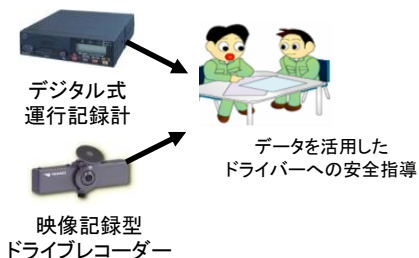 デジタル式
運行記録計
データを活用した
ドライバーへの安全指導
映像記録型
ドライブレコーダー